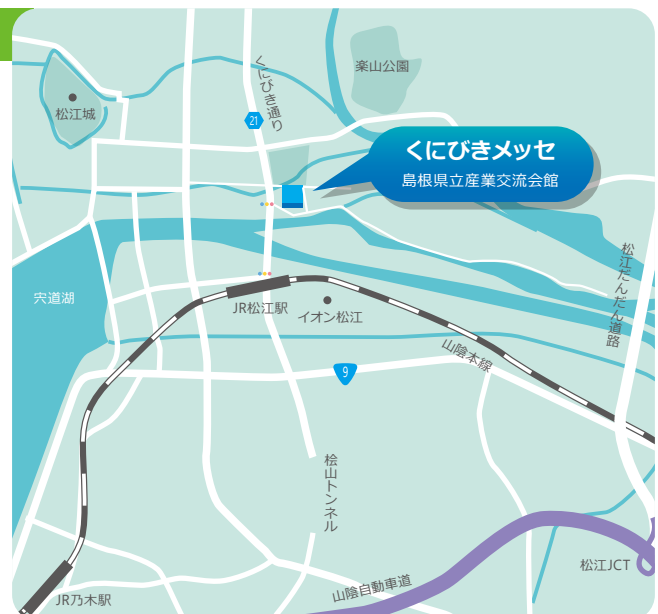 楽山公園
くにびき通り
松江城
21
くにびきメッセ
島根県立産業交流会館
松江だんだん道路
宍道湖
JR松江駅
イオン松江
山陰本線
9
桧山トンネル
松江JCT
山陰自動車道
JR乃木駅